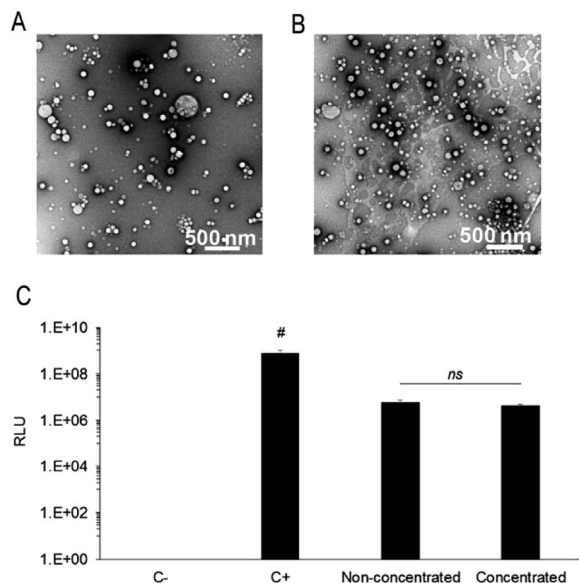 A
B
500 nm
500 nm
C
#
ns
1.E+10
1.E+08
1.E+06
1.E+04
1.E+02
1.E+00
RLU
C-
C+
Non-concentrated
Concentrated